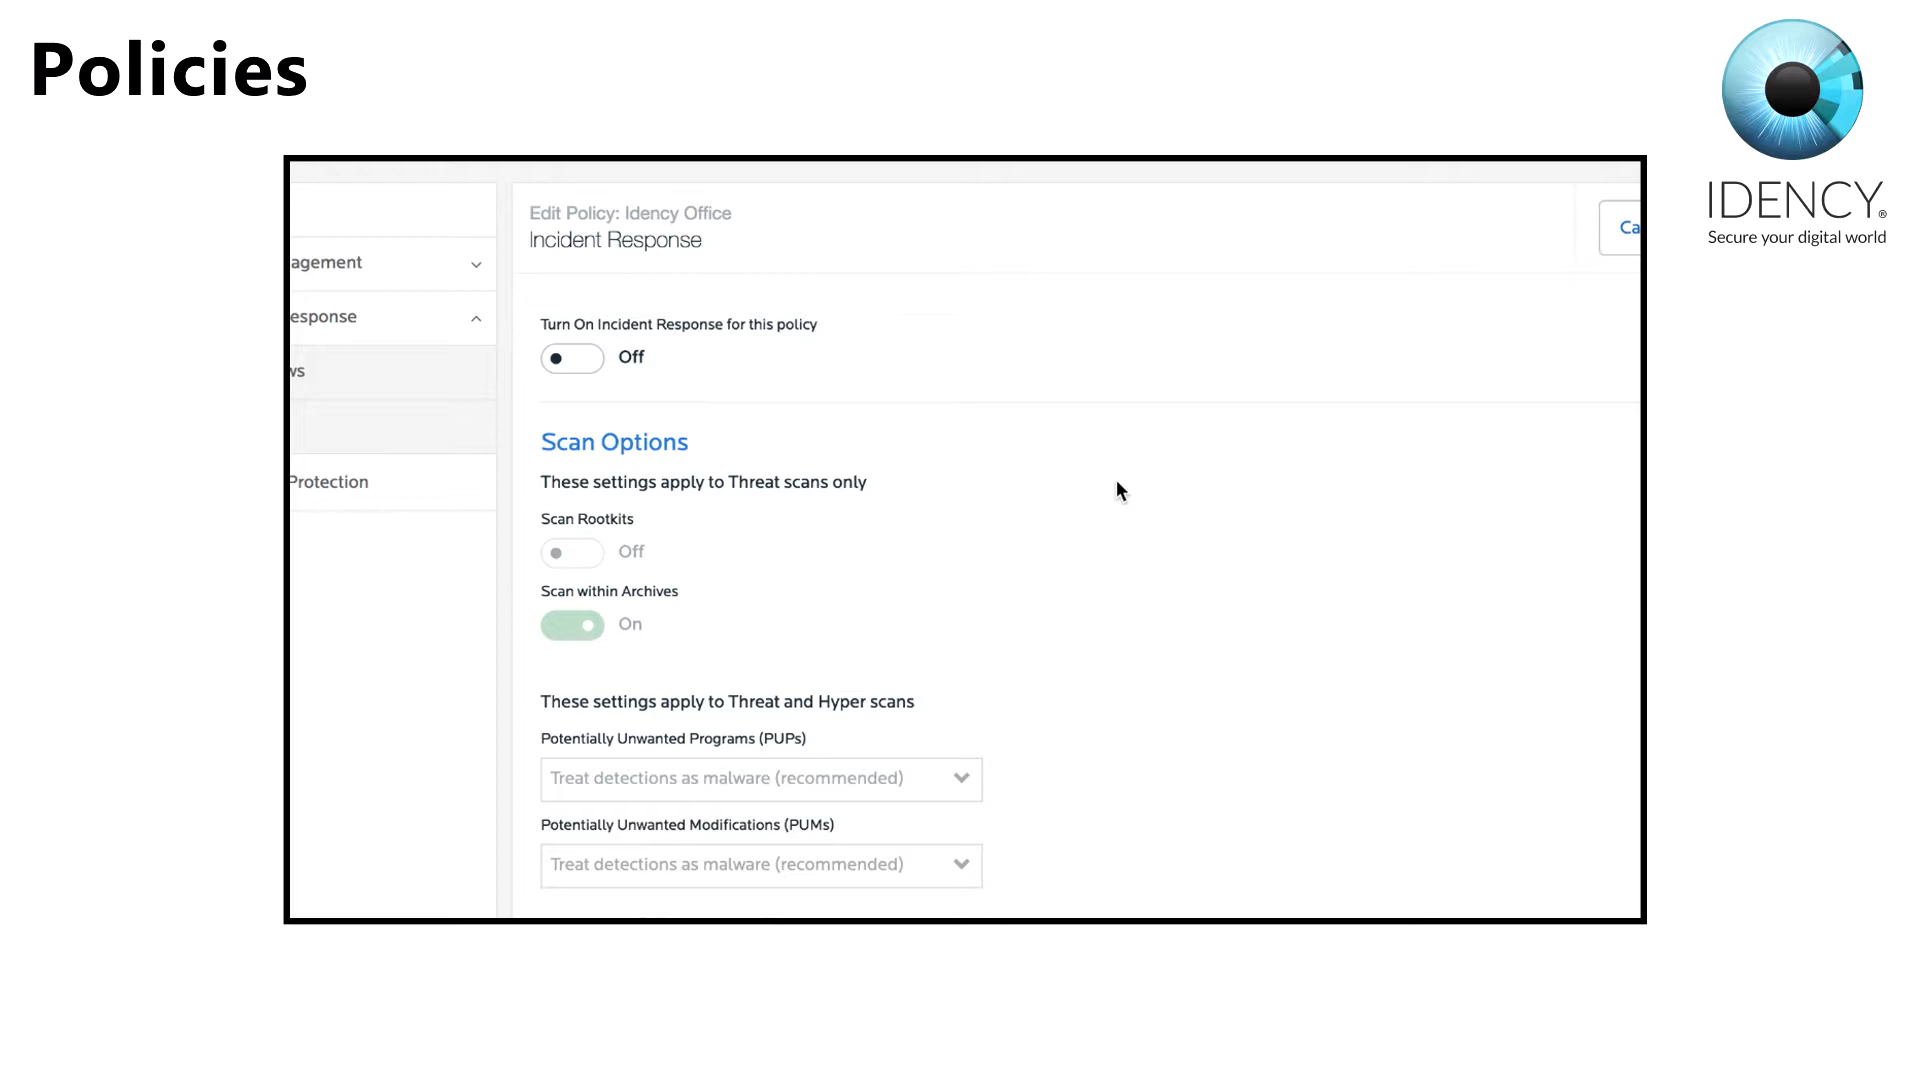 Policies
IDENCY®
Secure your digital world
Edit Policy: Idency Office
Incident Response
Ca
agement
esponse
ws
Protection
Turn On Incident Response for this policy
Off
Scan Options
These settings apply to Threat scans only
Scan Rootkits
Off
Scan within Archives
On
These settings apply to Threat and Hyper scans
Potentially Unwanted Programs (PUPs)
Treat detections as malware (recommended)
Potentially Unwanted Modifications (PUMs)
Treat detections as malware (recommended)